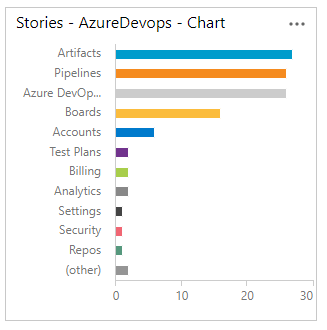 Stories - AzureDevops - Chart
Artifacts
Pipelines
Azure DevOp...
Boards
Accounts
Test Plans
Billing
Analytics
Settings
Security
Repos
(other)
0 10 20 30